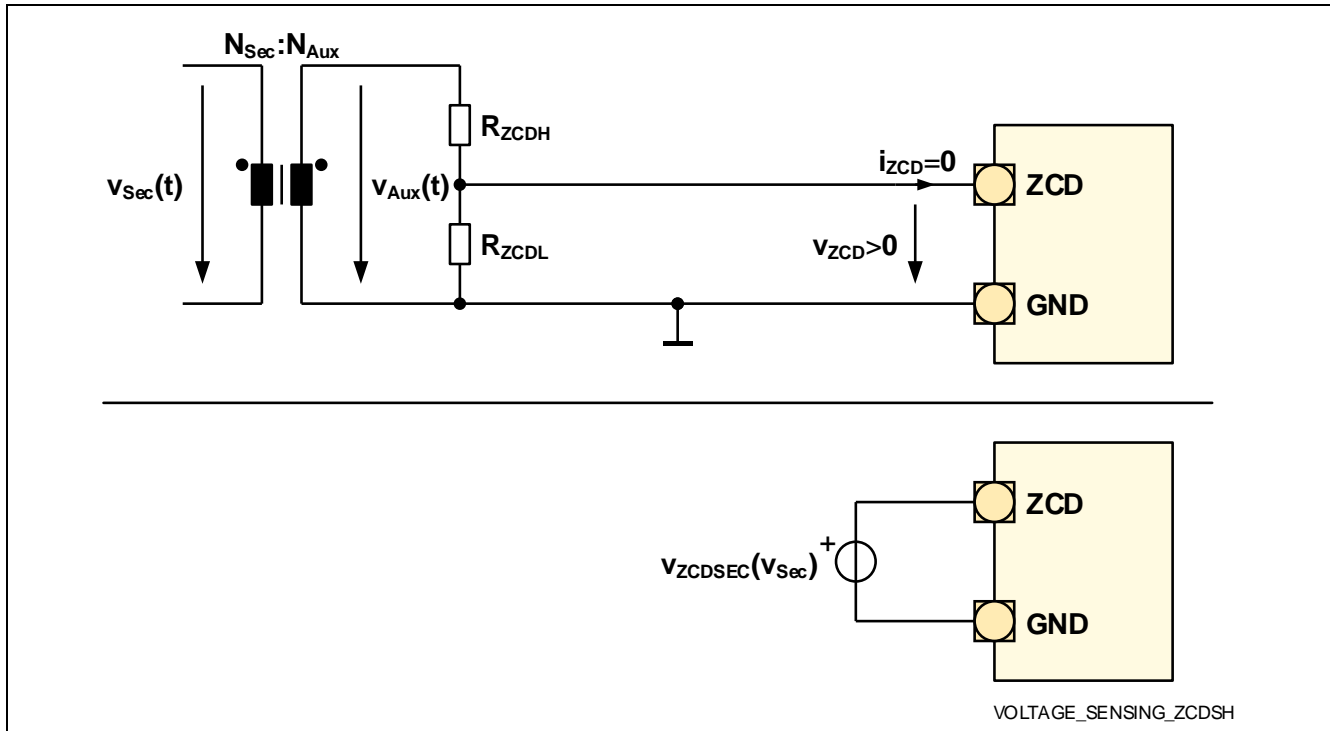 NSec:NAux
RZCDH
iZCD=0
ZCD
vSec(t)
vAux(t)
RZCDL
vZCD>0
GND
ZCD
+
vZCDSEC(vSec)
GND
VOLTAGE_SENSING_ZCDSH